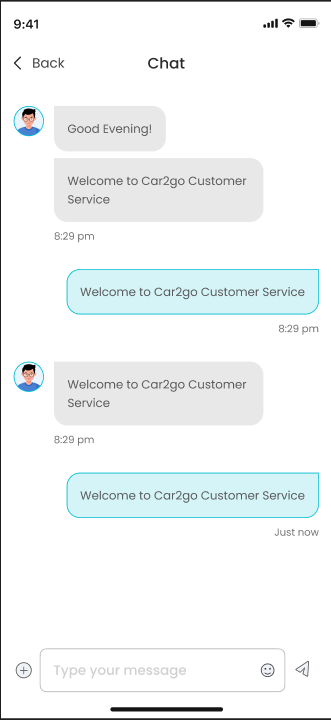 9:41
Back
Chat
Good Evening!
Welcome to Car2go Customer
Service
8:29 pm
Welcome to Car2go Customer Service
8:29 pm
Welcome to Car2go Customer
Service
8:29 pm
Welcome to Car2go Customer Service
Just now
Type your message